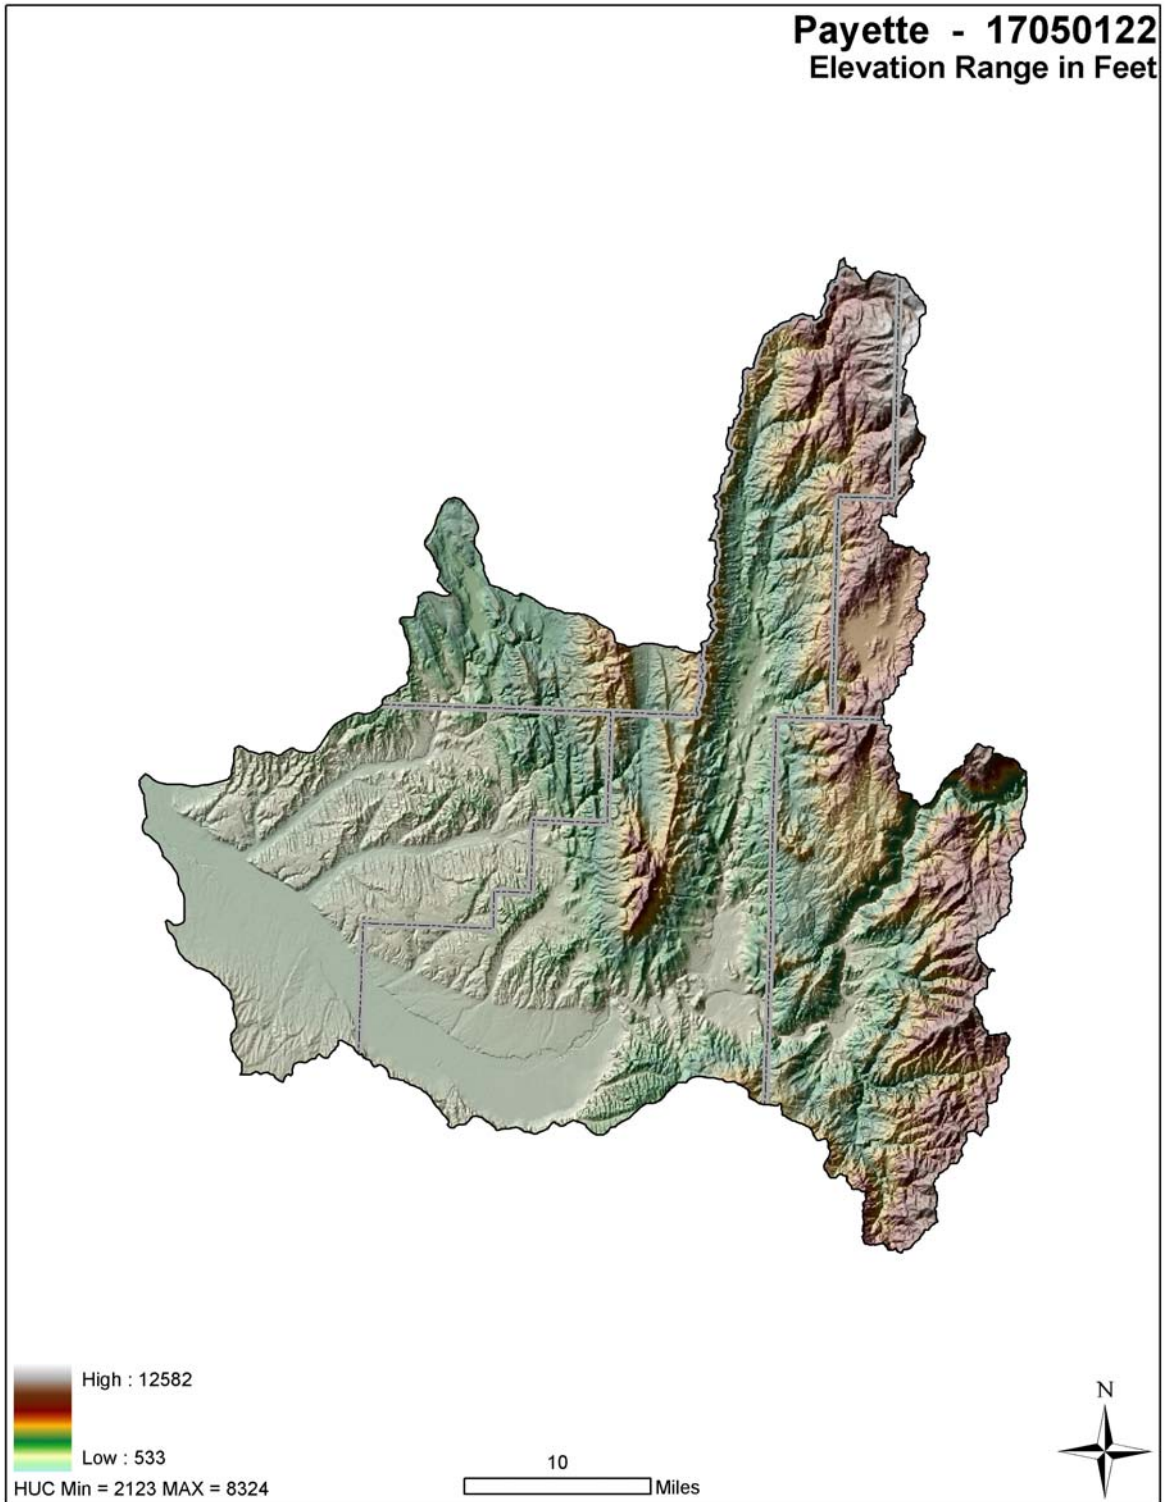 Payette - 17050122
Elevation Range in Feet
High : 12582
Low : 533
HUC Min = 2123 MAX = 8324
10
Miles
N